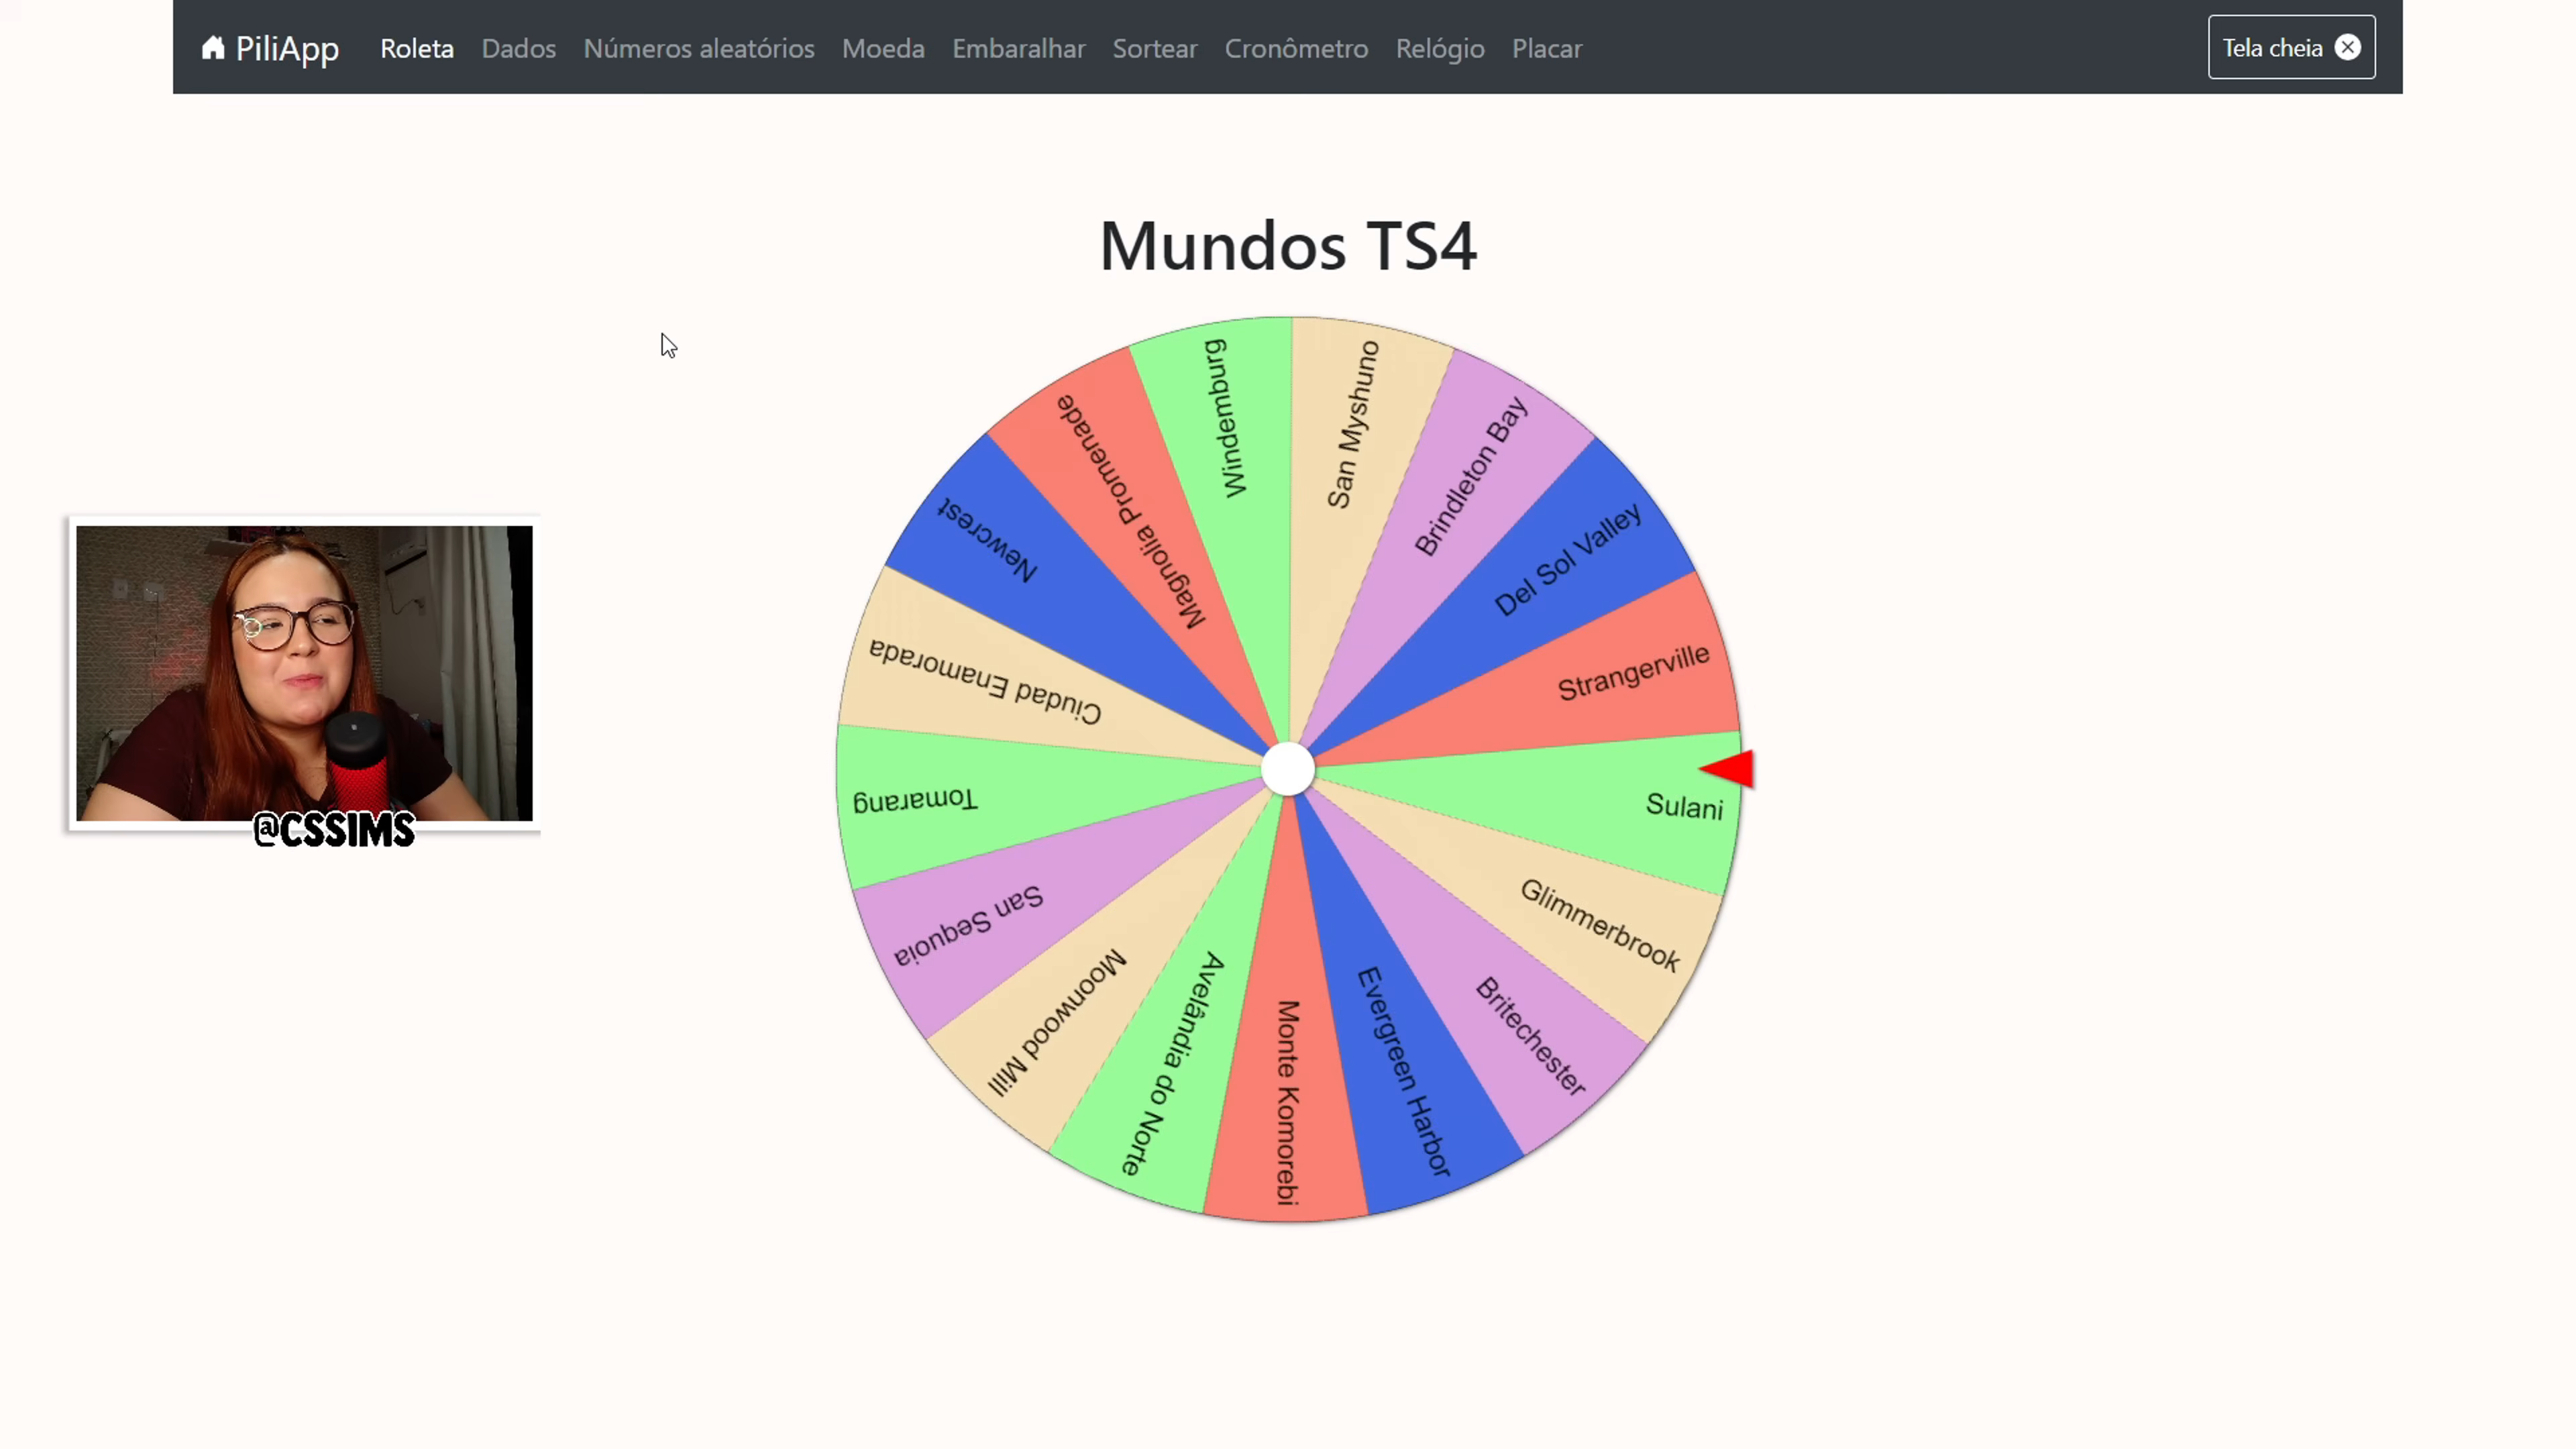 PiliApp Roleta Dados Números aleatórios Moeda Embaralhar Sortear Cronômetro Relógio Placar Tela cheia
Mundos TS4
San Myshuno
Brindleton Bay
Del Sol Valley
Strangerville
Sulani
Glimmerbrook
Britechester
Evergreen Harbor
Monte Komorebi
Avelândia do Norte
Moonwood Mill
San Sequoia
Tomarang
Ciudad Enamorada
Newcrest
Magnolia Promenade
Windemburg
@CSSIMS